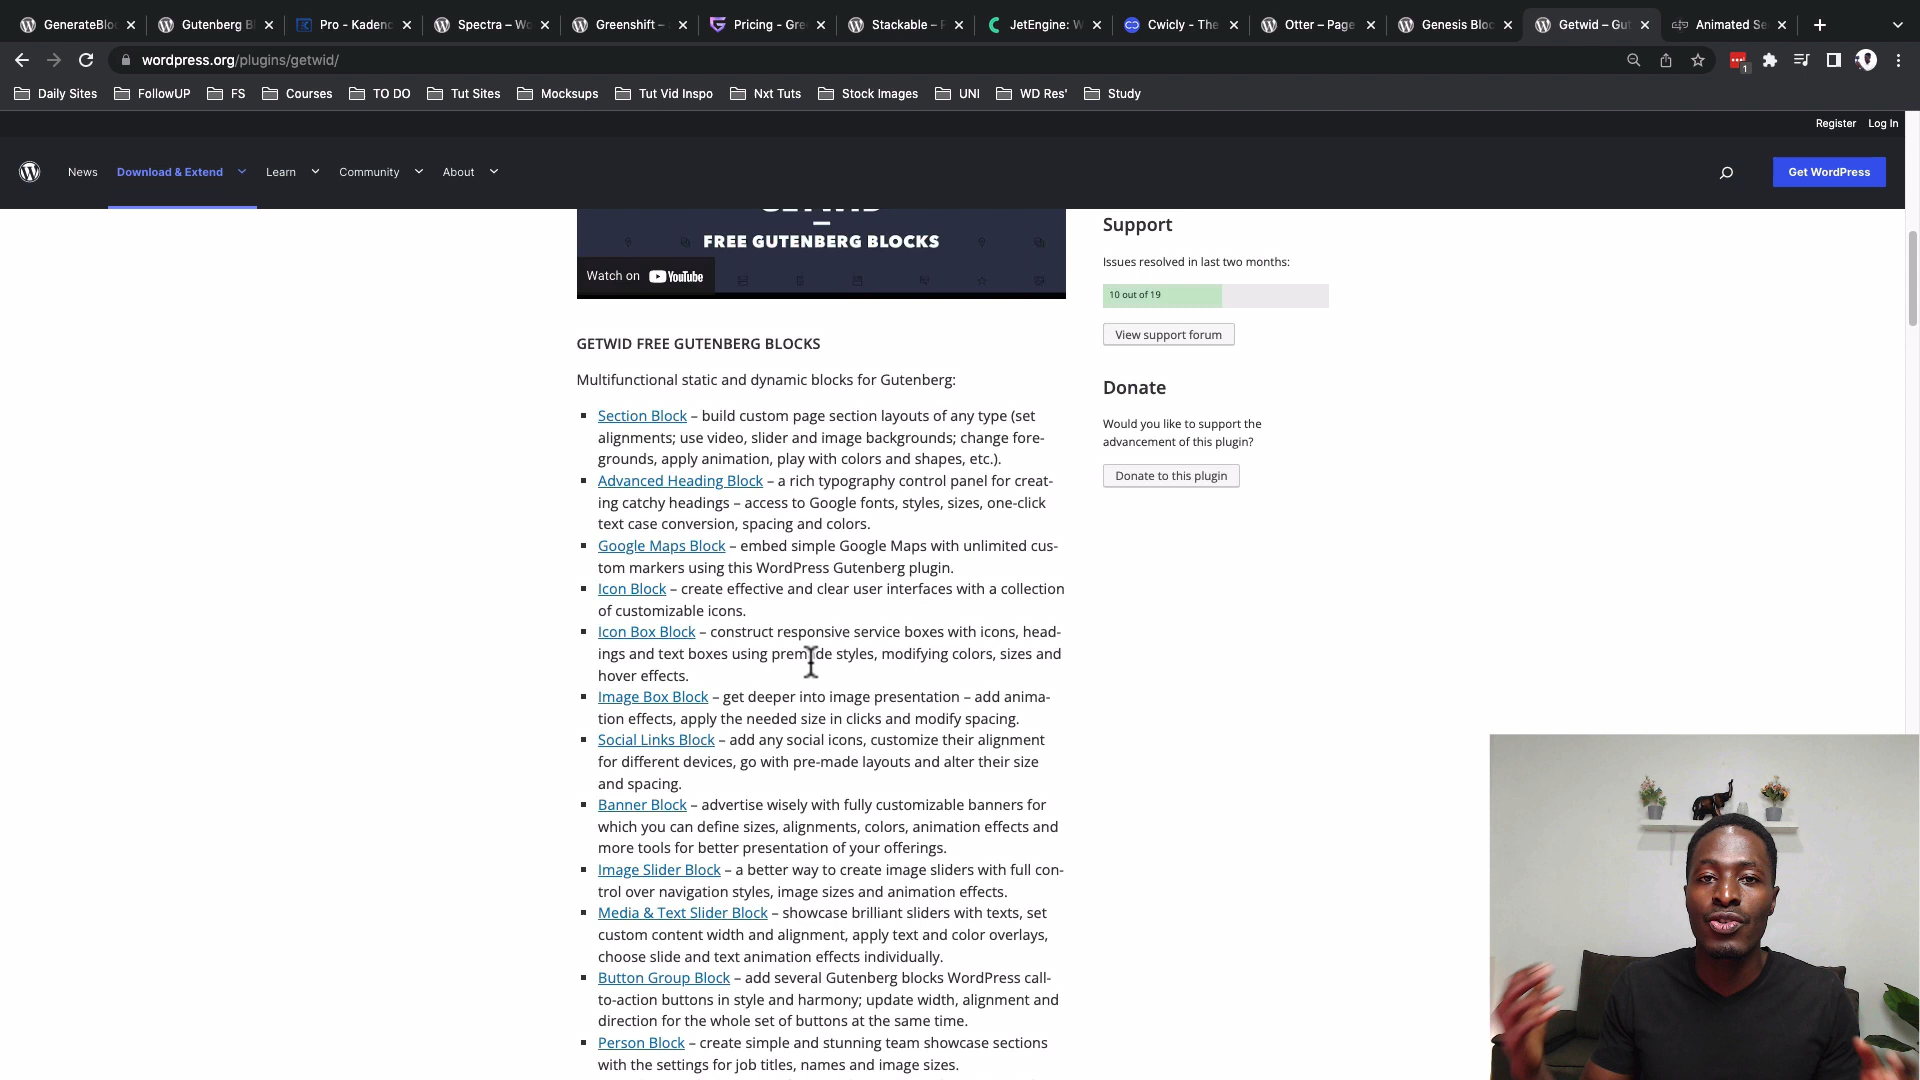 GenerateBloc
Gutenberg B
Pro - Kadenc
Spectra – Wo
Greenshift –
Pricing - Gre
Stackable – P
JetEngine: W
Cwicly - The
Otter – Page
Genesis Bloc
Getwid – Gut
Animated Se
wordpress.org/plugins/getwid/
1
Daily Sites
FollowUP
FS
Courses
TO DO
Tut Sites
Mocksups
Tut Vid Inspo
Nxt Tuts
Stock Images
UNI
WD Res'
Study
Register
Log In
News
Download & Extend
Learn
Community
About
Get WordPress
FREE GUTENBERG BLOCKS
Watch on YouTube
GETWID FREE GUTENBERG BLOCKS
Multifunctional static and dynamic blocks for Gutenberg:
Section Block – build custom page section layouts of any type (set
alignments; use video, slider and image backgrounds; change fore-
grounds, apply animation, play with colors and shapes, etc.).
Advanced Heading Block – a rich typography control panel for creat-
ing catchy headings – access to Google fonts, styles, sizes, one-click
text case conversion, spacing and colors.
Google Maps Block – embed simple Google Maps with unlimited cus-
tom markers using this WordPress Gutenberg plugin.
Icon Block – create effective and clear user interfaces with a collection
of customizable icons.
Icon Box Block – construct responsive service boxes with icons, head-
ings and text boxes using premade styles, modifying colors, sizes and
hover effects.
Image Box Block – get deeper into image presentation – add anima-
tion effects, apply the needed size in clicks and modify spacing.
Social Links Block – add any social icons, customize their alignment
for different devices, go with pre-made layouts and alter their size
and spacing.
Banner Block – advertise wisely with fully customizable banners for
which you can define sizes, alignments, colors, animation effects and
more tools for better presentation of your offerings.
Image Slider Block – a better way to create image sliders with full con-
trol over navigation styles, image sizes and animation effects.
Media & Text Slider Block – showcase brilliant sliders with texts, set
custom content width and alignment, apply text and color overlays,
choose slide and text animation effects individually.
Button Group Block – add several Gutenberg blocks WordPress call-
to-action buttons in style and harmony; update width, alignment and
direction for the whole set of buttons at the same time.
Person Block – create simple and stunning team showcase sections
with the settings for job titles, names and image sizes.
Support
Issues resolved in last two months:
10 out of 19
View support forum
Donate
Would you like to support the
advancement of this plugin?
Donate to this plugin